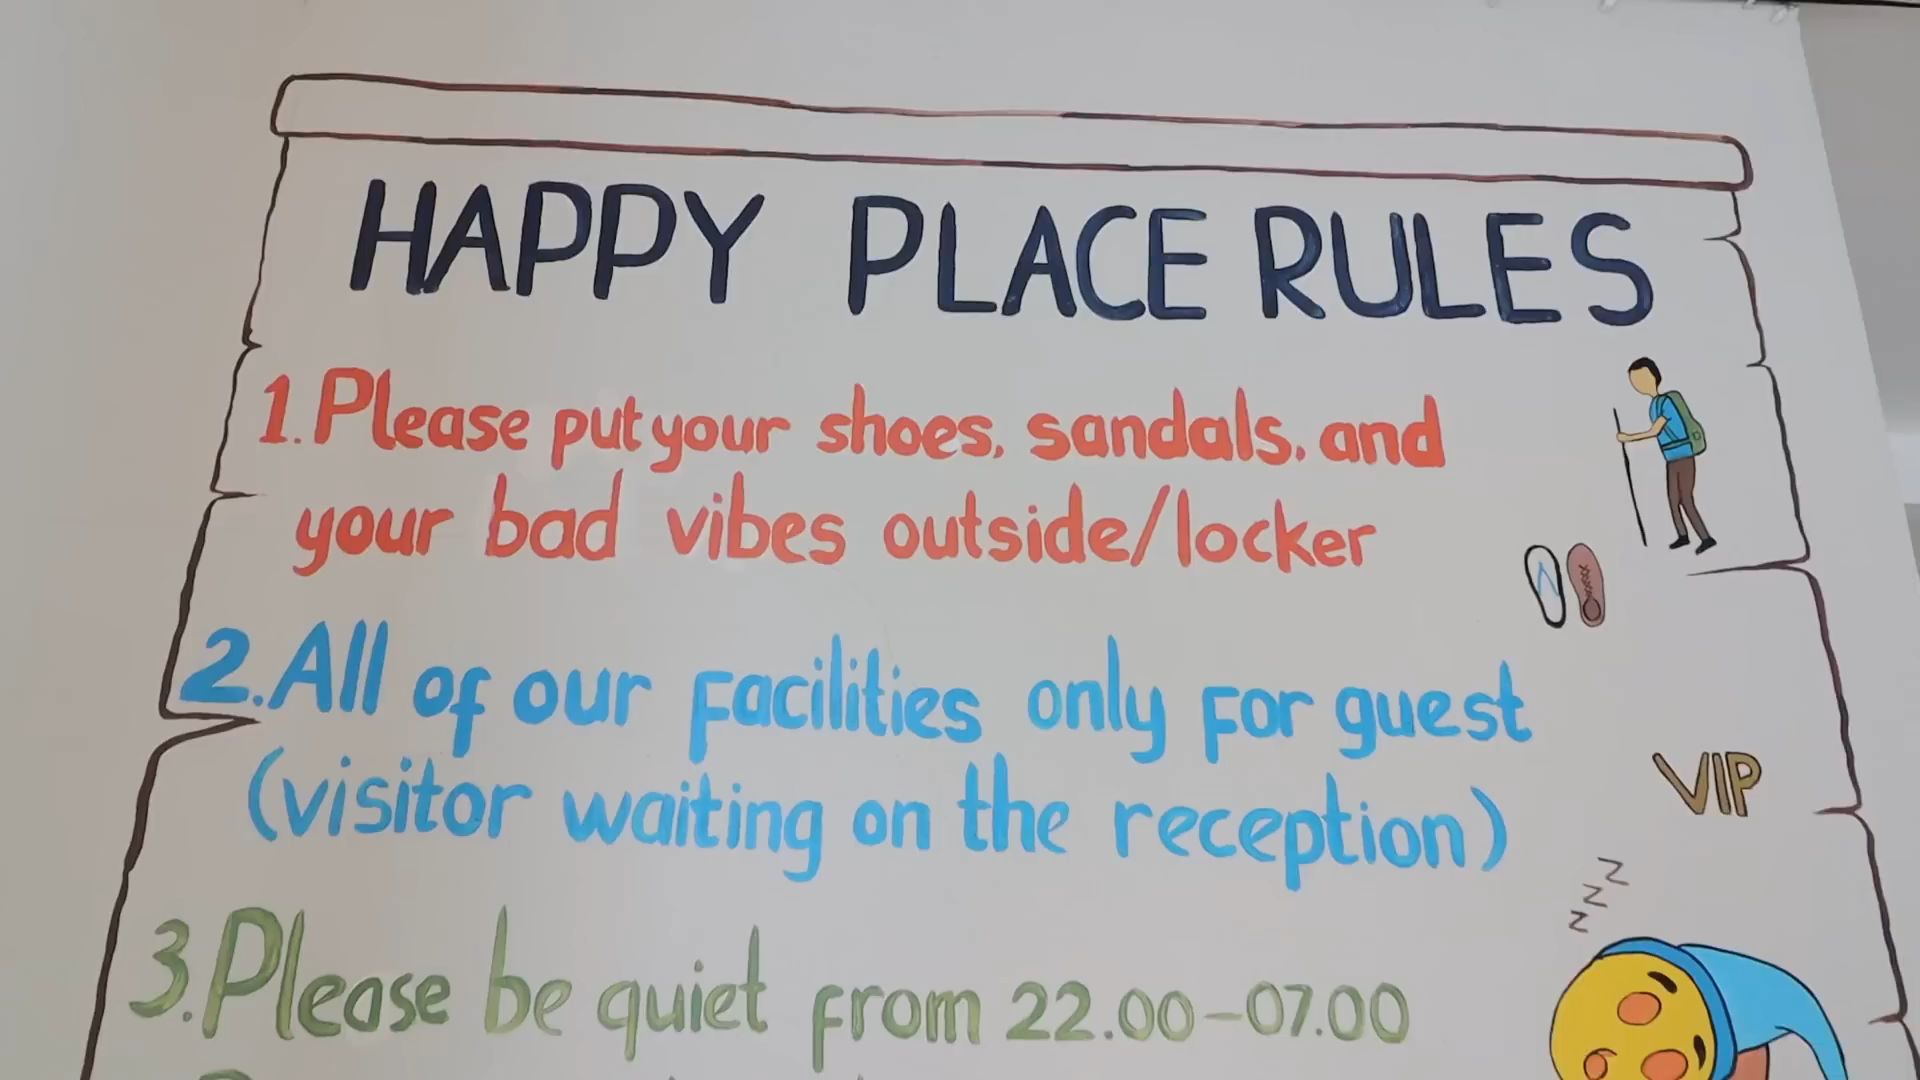 HAPPY PLACE RULES
1. Please put your shoes, sandals, and
your bad vibes outside/locker
2. All of our facilities only for guest
(visitor waiting on the reception)
VIP
z
z
z
3. Please be quiet from 22.00-07.00